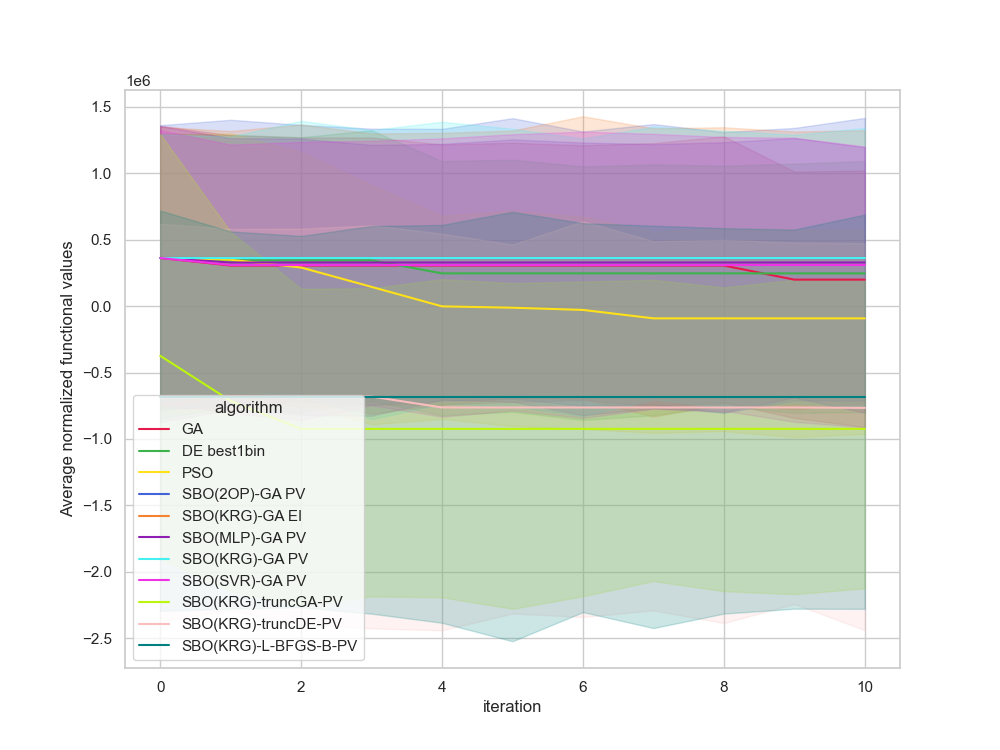 1e6
1.5
1.0
0.5
0.0
−0.5
−1.0
−1.5
−2.0
−2.5
Average normalized functional values
algorithm
GA
DE best1bin
PSO
SBO(2OP)-GA PV
SBO(KRG)-GA EI
SBO(MLP)-GA PV
SBO(KRG)-GA PV
SBO(SVR)-GA PV
SBO(KRG)-truncGA-PV
SBO(KRG)-truncDE-PV
SBO(KRG)-L-BFGS-B-PV
0 2 4 6 8 10
iteration